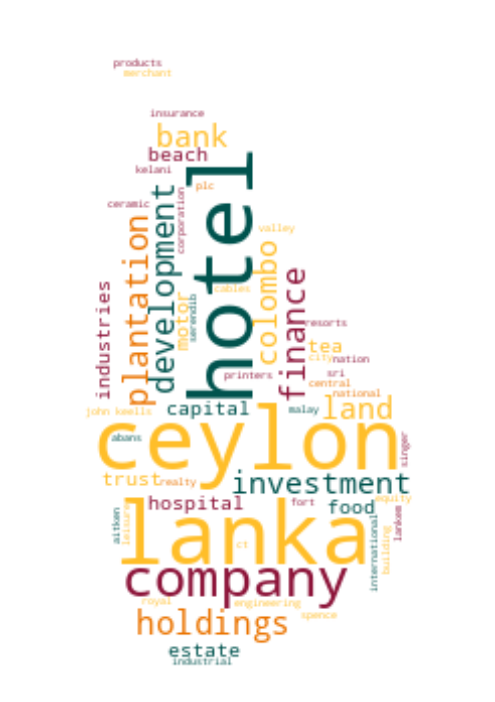 products
merchant
insurance
bank
beach
kelani
plc
ceramic
corporation
hotel
development
plantation
motor
serendib
cables
valley
colombo
finance
industries
resorts
tea
city
nation
printers
sri
central
national
john keells
capital
malay
land
ceylon
abans
singer
trust
realty
investment
hospital
fort
equity
food
lanka
aitken
leisure
lankem
international
building
ct
company
royal
engineering
holdings
spence
estate
industrial